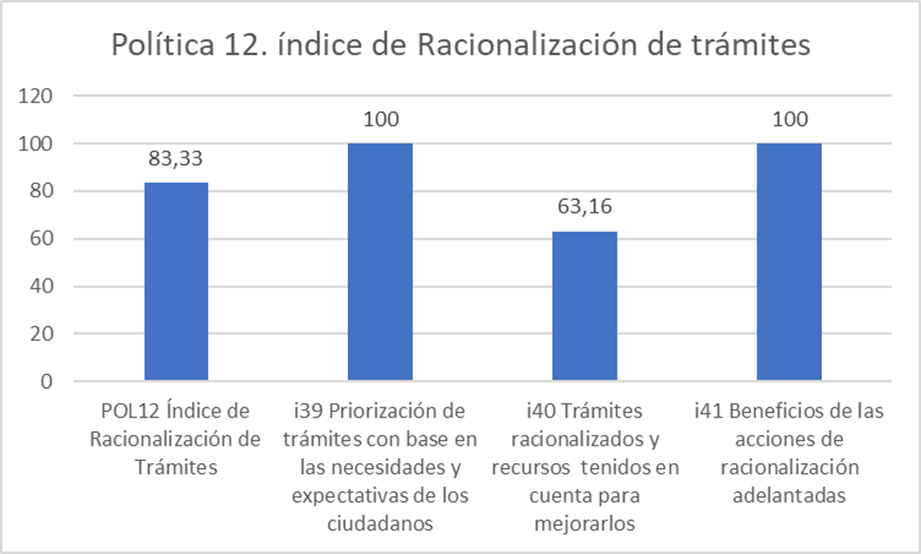 Política 12. índice de Racionalización de trámites
120
100
80
60
40
20
0
83,33
100
63,16
100
POL12 Índice de
Racionalización de
Trámites
i39 Priorización de
trámites con base en
las necesidades y
expectativas de los
ciudadanos
i40 Trámites
racionalizados y
recursos  tenidos en
cuenta para
mejorarlos
i41 Beneficios de las
acciones de
racionalización
adelantadas